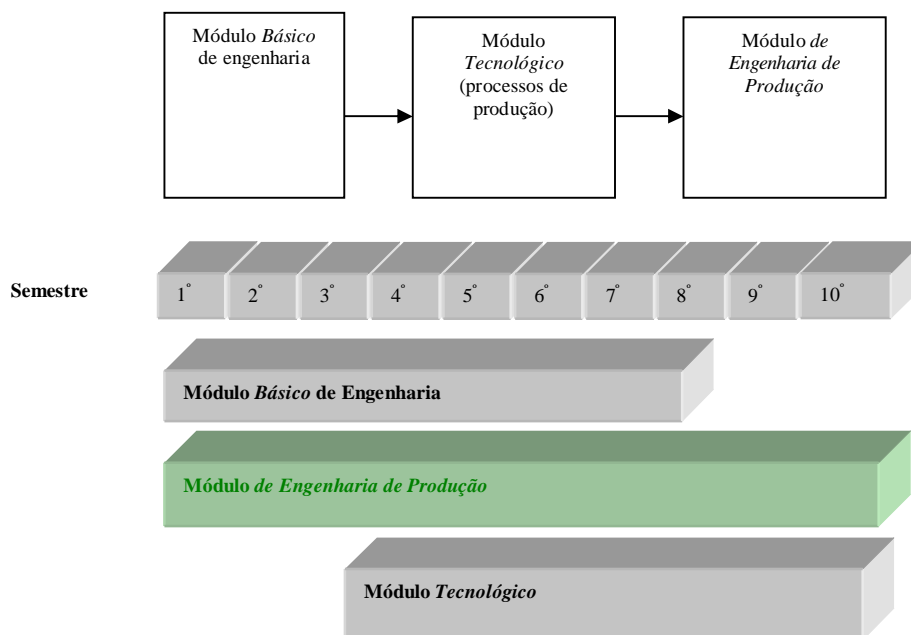 Módulo Básico
de engenharia
Módulo
Tecnológico
(processos de
produção)
Módulo de
Engenharia de
Produção
Semestre
1° 2° 3° 4° 5° 6° 7° 8° 9° 10°
Módulo Básico de Engenharia
Módulo de Engenharia de Produção
Módulo Tecnológico